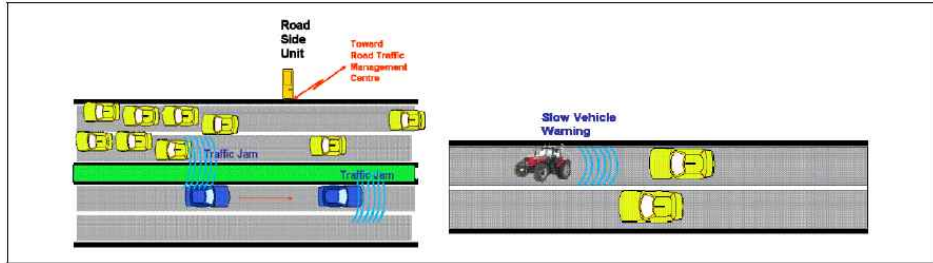 Road
Side
Unit
Toward
Road Traffic
Management
Centre
Traffic Jam
Traffic Jam
Slow Vehicle
Warning